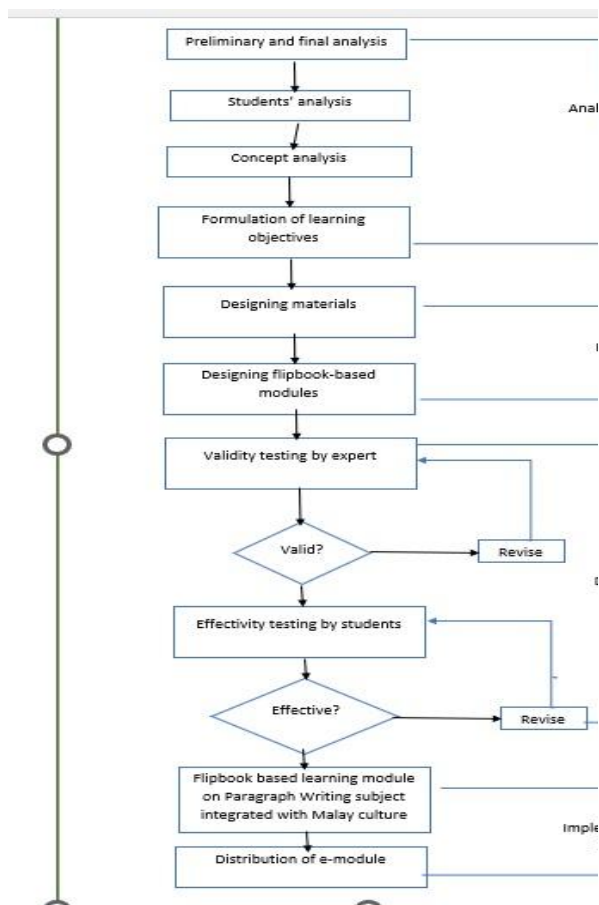 Preliminary and final analysis
Students' analysis
Anal
Concept analysis
Formulation of learning
objectives
Designing materials
Designing flipbook-based
modules
Validity testing by expert
Valid?
Revise
Effectivity testing by students
Effective?
Revise
Flipbook based learning module
on Paragraph Writing subject
integrated with Malay culture
Imple
Distribution of e-module